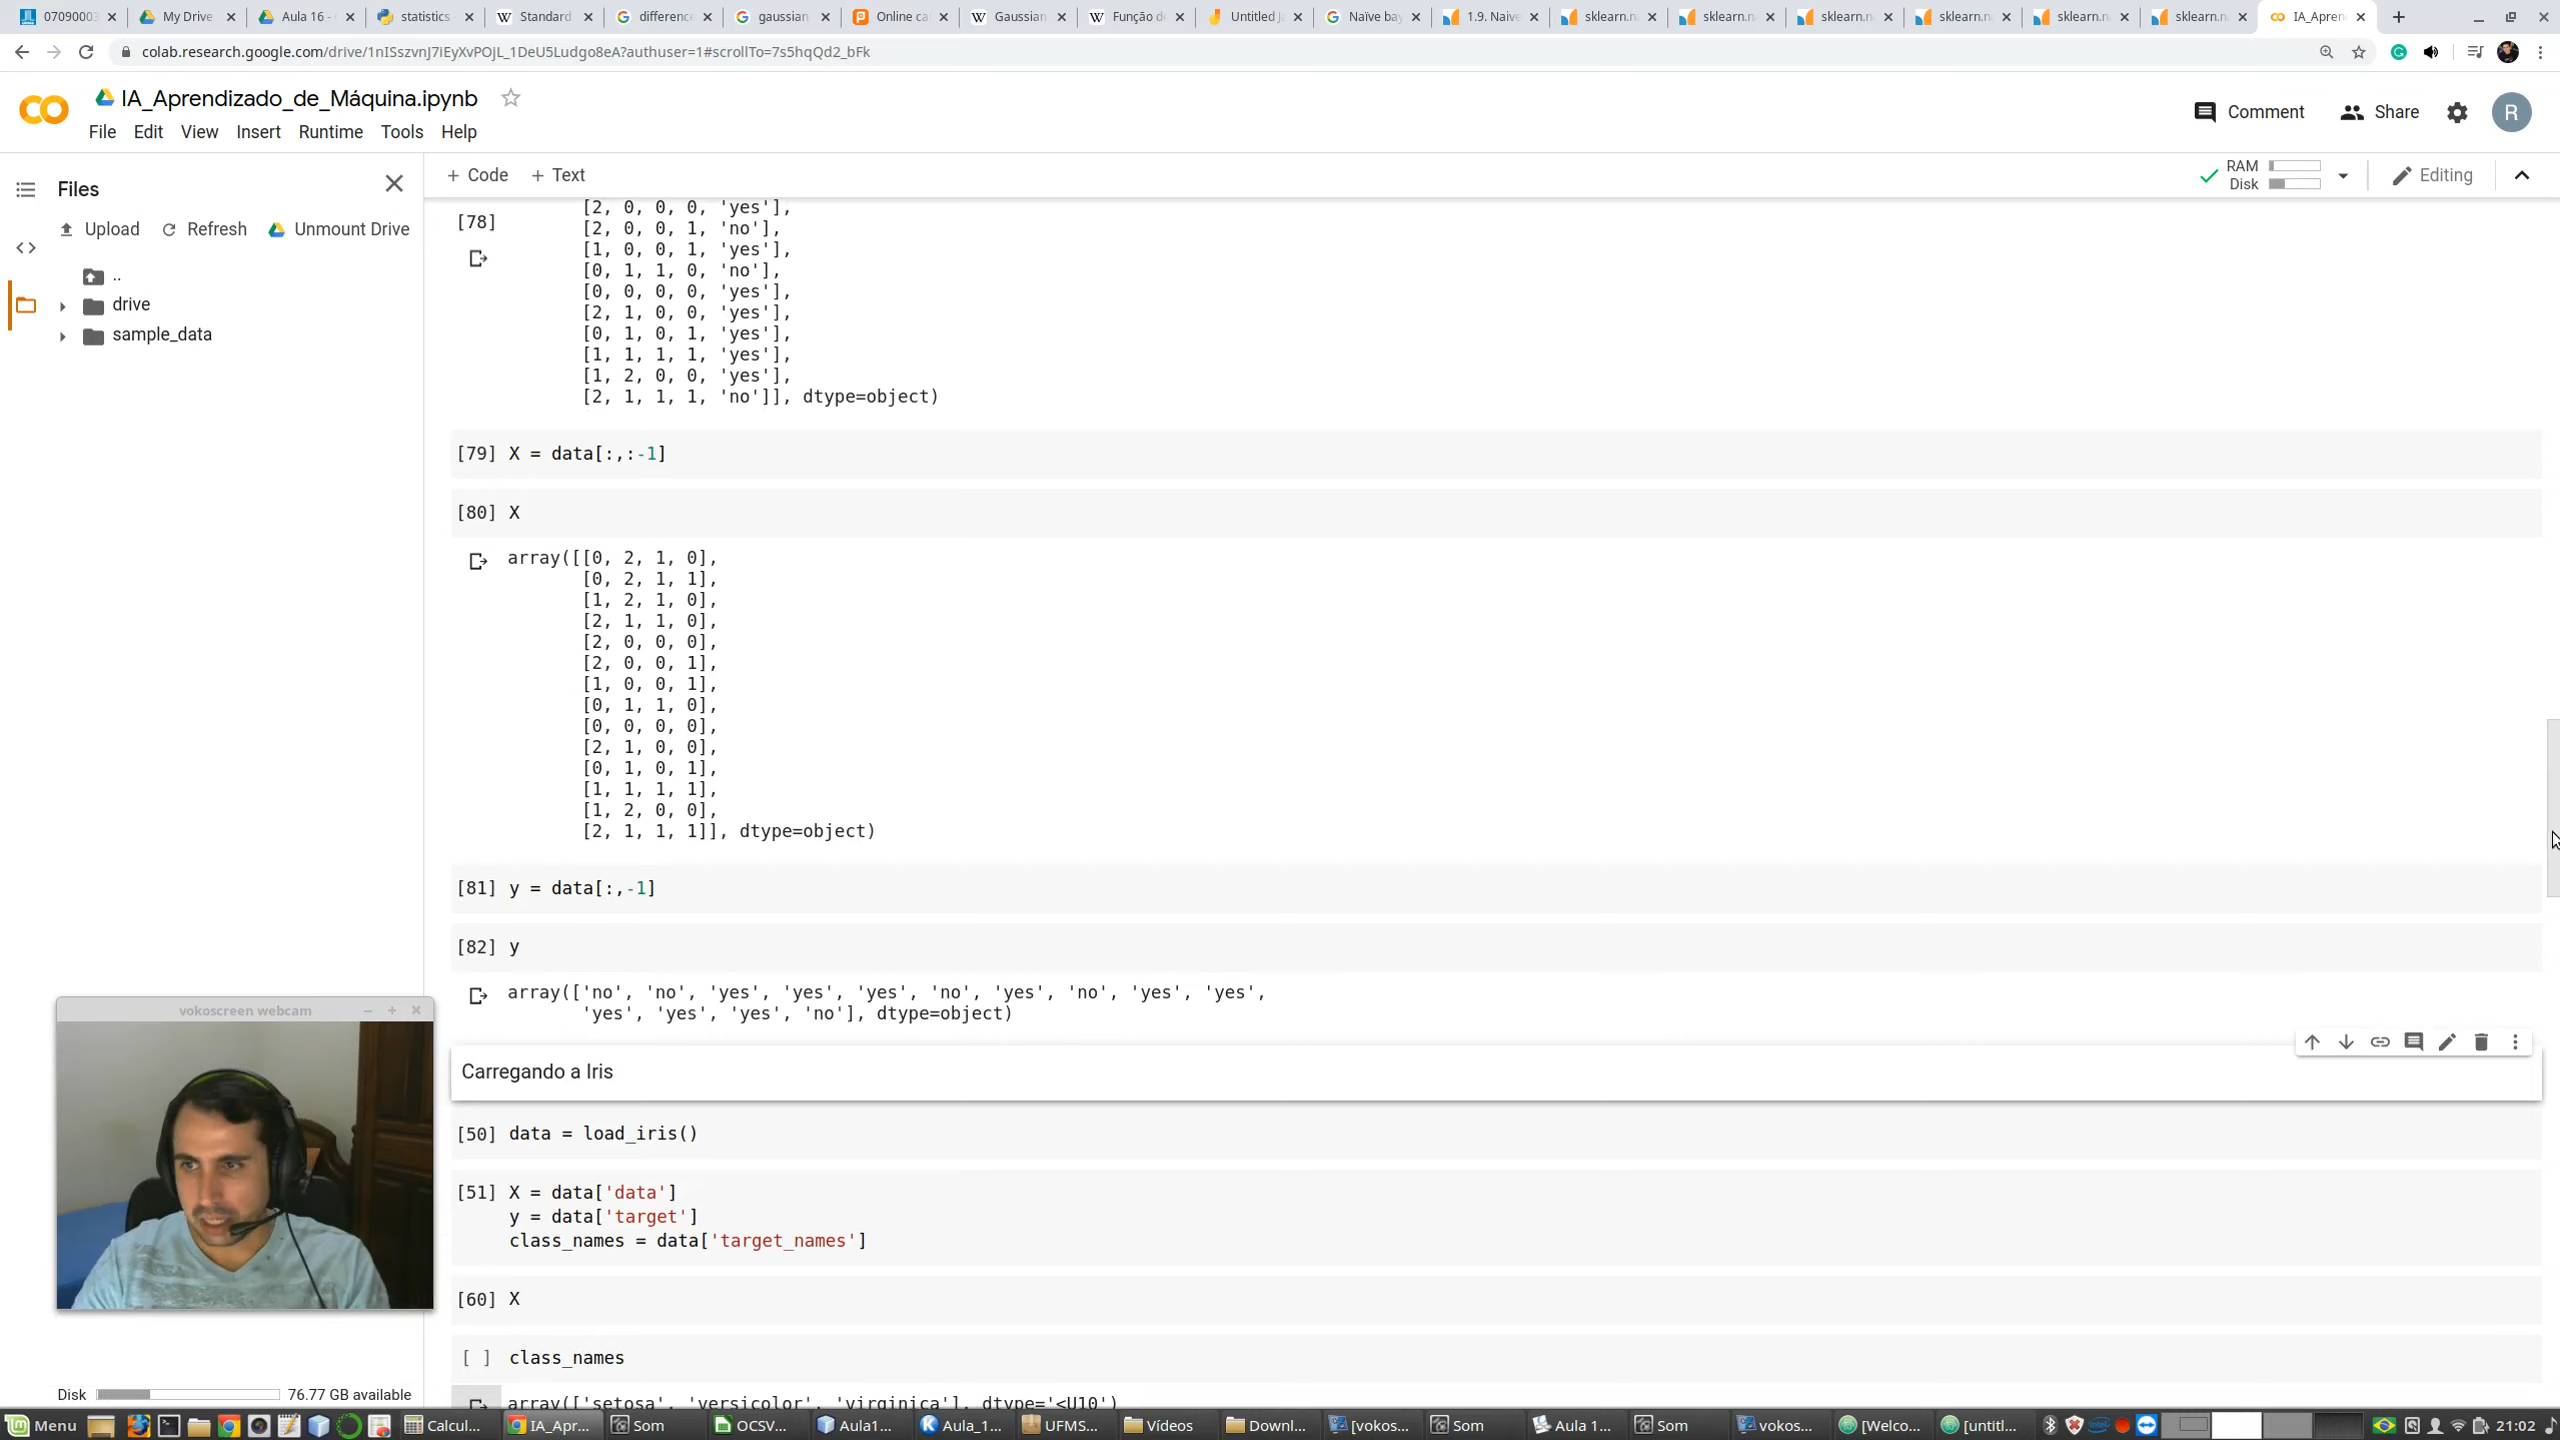 07090003
My Drive
Aula 16 -
statistics
Standard
differenc
gaussian
Online ca
Gaussian
Função d
Untitled
Naïve bay
1.9. Naive
sklearn.n
sklearn.n
sklearn.n
sklearn.n
sklearn.n
sklearn.n
IA_Apren
colab.research.google.com/drive/1nISszvnJ7iEyXvPOjL_1DeU5Ludgo8eA?authuser=1#scrollTo=7s5hqQd2_bFk
IA_Aprendizado_de_Máquina.ipynb
File Edit View Insert Runtime Tools Help
Comment
Share
R
Files
+ Code + Text
RAM
Disk
Editing
Upload Refresh Unmount Drive
..
drive
sample_data
[78]
[2, 0, 0, 0, 'yes'],
[2, 0, 0, 1, 'no'],
[1, 0, 0, 1, 'yes'],
[0, 1, 1, 0, 'no'],
[0, 0, 0, 0, 'yes'],
[2, 1, 0, 0, 'yes'],
[0, 1, 0, 1, 'yes'],
[1, 1, 1, 1, 'yes'],
[1, 2, 0, 0, 'yes'],
[2, 1, 1, 1, 'no']], dtype=object)
[79] X = data[:,:-1]
[80] X
array([[0, 2, 1, 0],
[0, 2, 1, 1],
[1, 2, 1, 0],
[2, 1, 1, 0],
[2, 0, 0, 0],
[2, 0, 0, 1],
[1, 0, 0, 1],
[0, 1, 1, 0],
[0, 0, 0, 0],
[2, 1, 0, 0],
[0, 1, 0, 1],
[1, 1, 1, 1],
[1, 2, 0, 0],
[2, 1, 1, 1]], dtype=object)
[81] y = data[:,-1]
[82] y
array(['no', 'no', 'yes', 'yes', 'yes', 'no', 'yes', 'no', 'yes', 'yes',
'yes', 'yes', 'yes', 'no'], dtype=object)
Carregando a Iris
[50] data = load_iris()
[51] X = data['data']
y = data['target']
class_names = data['target_names']
[60] X
[ ] class_names
array(['setosa', 'versicolor', 'virginica'], dtype='<U10')
vokoscreen webcam
Disk 76.77 GB available
Menu
Calcul...
IA_Apr...
Som
OCSV...
Aula1...
Aula_1...
UFMS...
Vídeos
Downl...
[vokos...
Som
Aula 1...
Som
vokos...
[Welco...
[untitl...
21:02